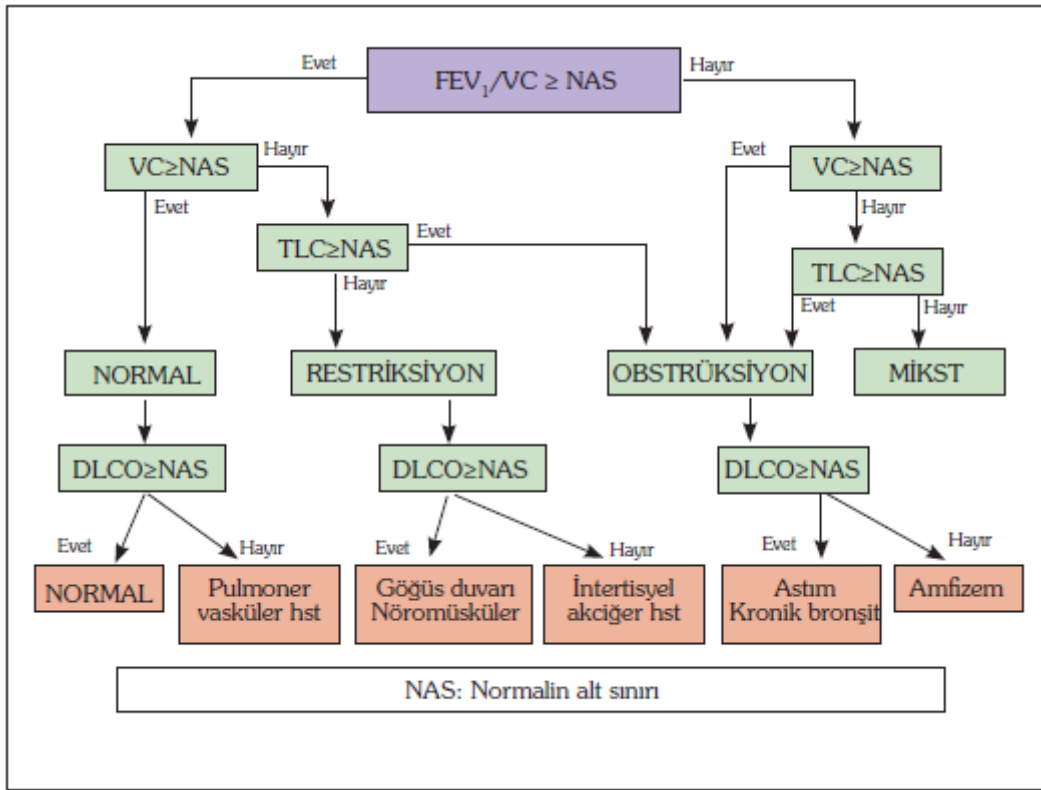 Evet
FEV₁/VC ≥ NAS
Hayır
VC≥NAS
Hayır
Evet
VC≥NAS
Evet
Hayır
TLC≥NAS
Evet
TLC≥NAS
Hayır
Evet
Hayır
NORMAL
RESTRİKSİYON
OBSTRÜKSİYON
MİKST
DLCO≥NAS
DLCO≥NAS
DLCO≥NAS
Evet
Hayır
Evet
Hayır
Evet
Hayır
NORMAL
Pulmoner
vasküler hst
Göğüs duvarı
Nöromüsküler
İntertisyel
akciğer hst
Astım
Kronik bronşit
Amfizem
NAS: Normalin alt sınırı